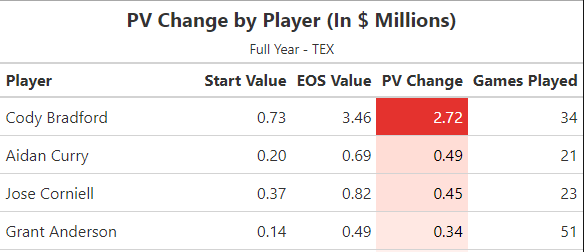 PV Change by Player (In $ Millions)
Full Year - TEX
Player Start Value EOS Value PV Change Games Played
Cody Bradford 0.73 3.46 2.72 34
Aidan Curry 0.20 0.69 0.49 21
Jose Corniell 0.37 0.82 0.45 23
Grant Anderson 0.14 0.49 0.34 51